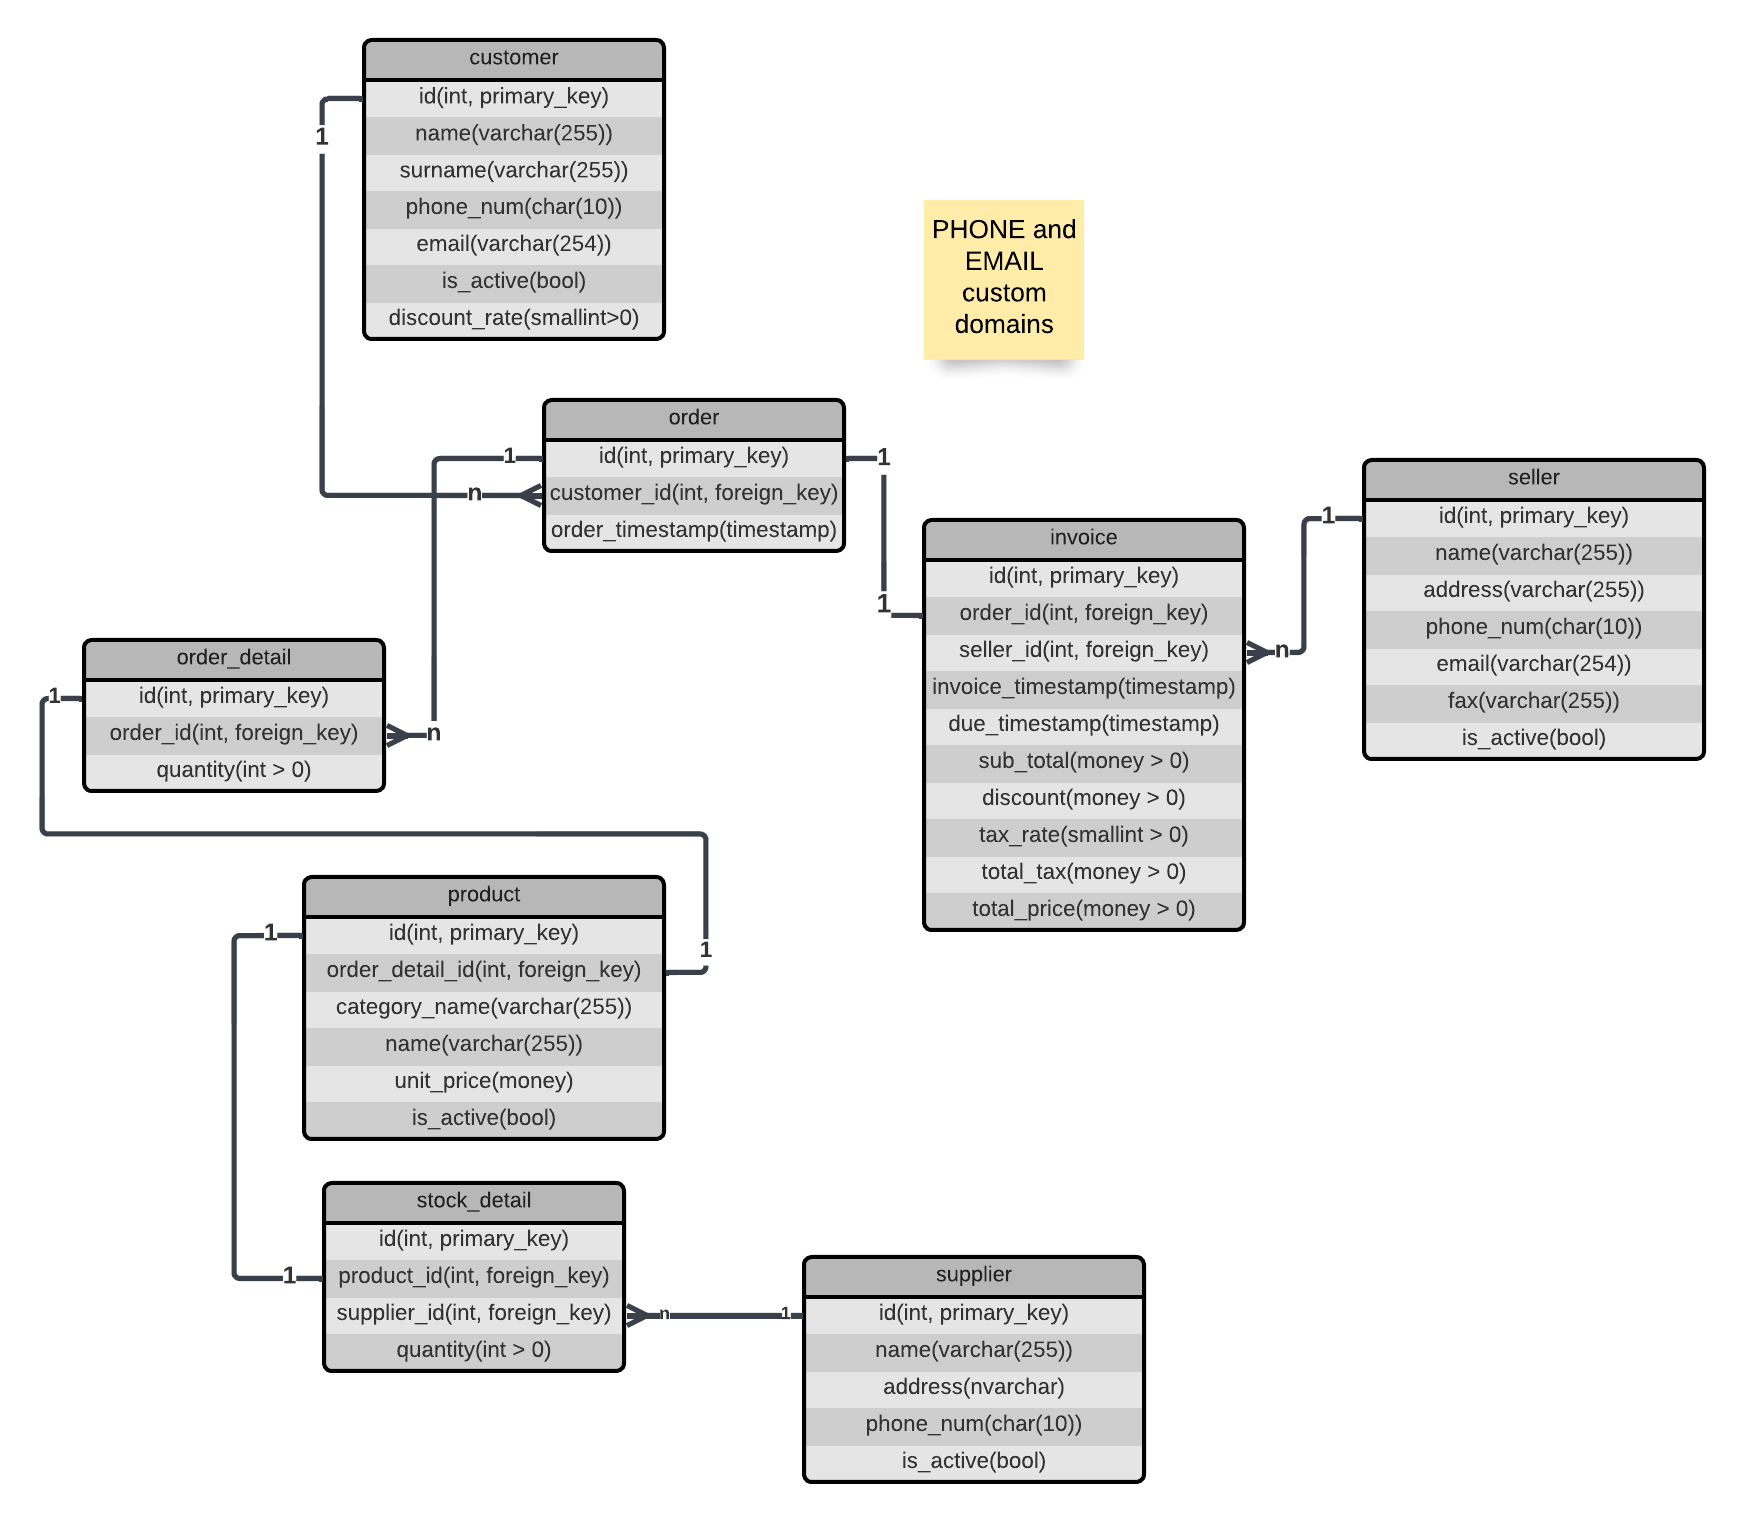 customer
id(int, primary_key)
name(varchar(255))
surname(varchar(255))
phone_num(char(10))
email(varchar(254))
is_active(bool)
discount_rate(smallint>0)
1
n
PHONE and
EMAIL
custom
domains
order
id(int, primary_key)
customer_id(int, foreign_key)
order_timestamp(timestamp)
1
n
1
1
invoice
id(int, primary_key)
order_id(int, foreign_key)
seller_id(int, foreign_key)
invoice_timestamp(timestamp)
due_timestamp(timestamp)
sub_total(money > 0)
discount(money > 0)
tax_rate(smallint > 0)
total_tax(money > 0)
total_price(money > 0)
n
1
seller
id(int, primary_key)
name(varchar(255))
address(varchar(255))
phone_num(char(10))
email(varchar(254))
fax(varchar(255))
is_active(bool)
order_detail
id(int, primary_key)
order_id(int, foreign_key)
quantity(int > 0)
1
1
product
id(int, primary_key)
order_detail_id(int, foreign_key)
category_name(varchar(255))
name(varchar(255))
unit_price(money)
is_active(bool)
1
1
stock_detail
id(int, primary_key)
product_id(int, foreign_key)
supplier_id(int, foreign_key)
quantity(int > 0)
n
1
supplier
id(int, primary_key)
name(varchar(255))
address(nvarchar)
phone_num(char(10))
is_active(bool)